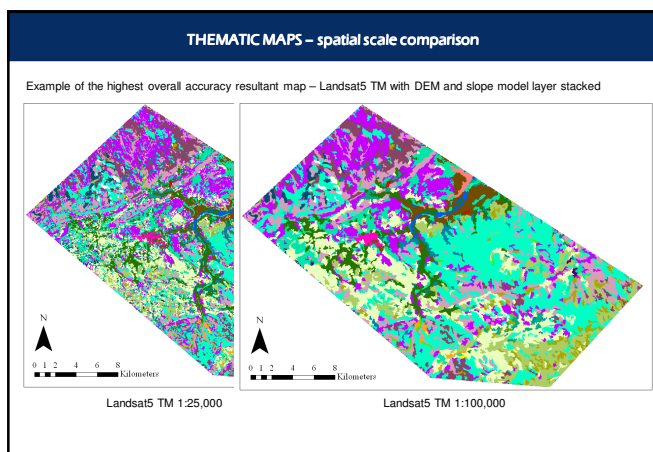 THEMATIC MAPS – spatial scale comparison
Example of the highest overall accuracy resultant map – Landsat5 TM with DEM and slope model layer stacked
N
0 1 2 4 6 8
Kilometers
N
0 1 2 4 6 8
Kilometers
Landsat5 TM 1:25,000
Landsat5 TM 1:100,000